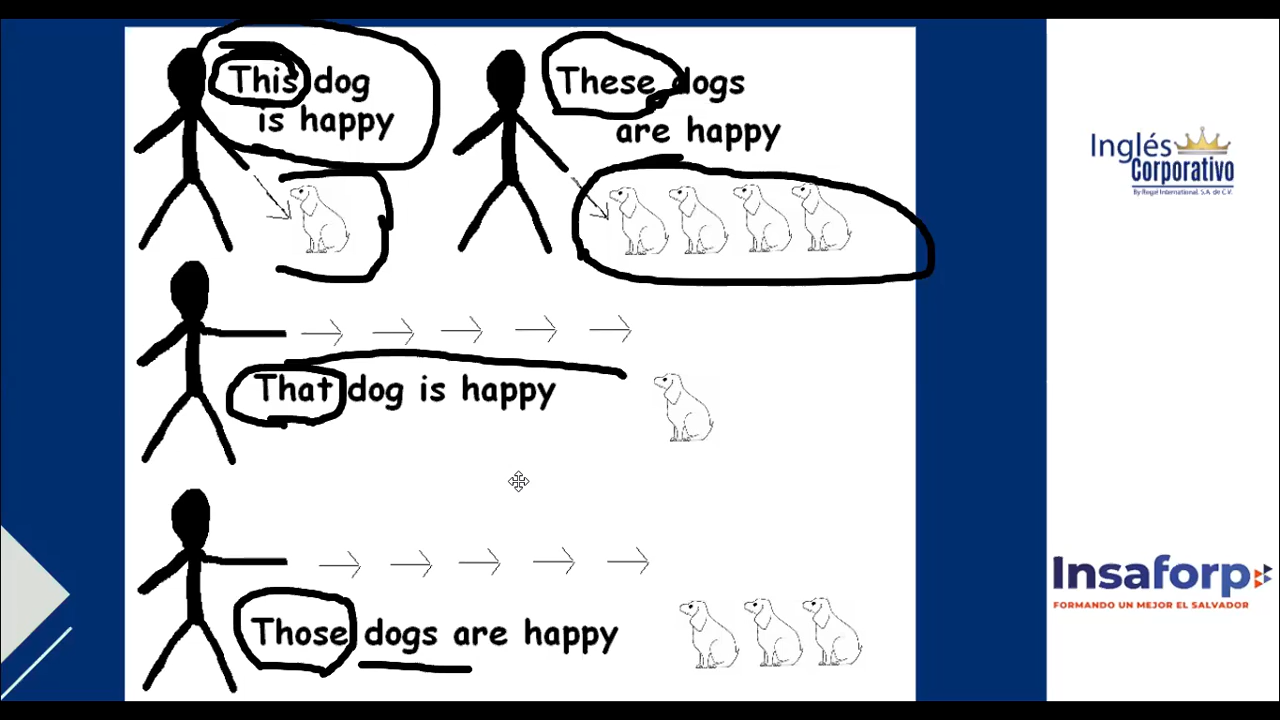 This dog
is happy
These dogs
are happy
That dog is happy
Those dogs are happy
Inglés
Corporativo
By Regal International, S.A. de C.V.
Insaforp
FORMANDO UN MEJOR EL SALVADOR